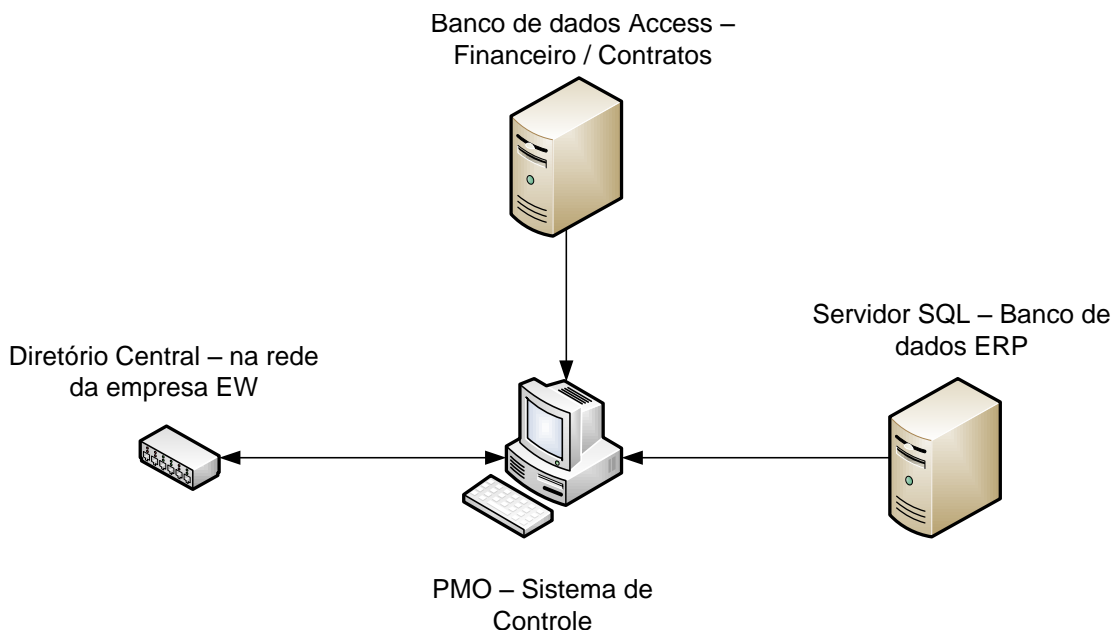 Banco de dados Access –
Financeiro / Contratos
Servidor SQL – Banco de
dados ERP
Diretório Central – na rede
da empresa EW
PMO – Sistema de
Controle